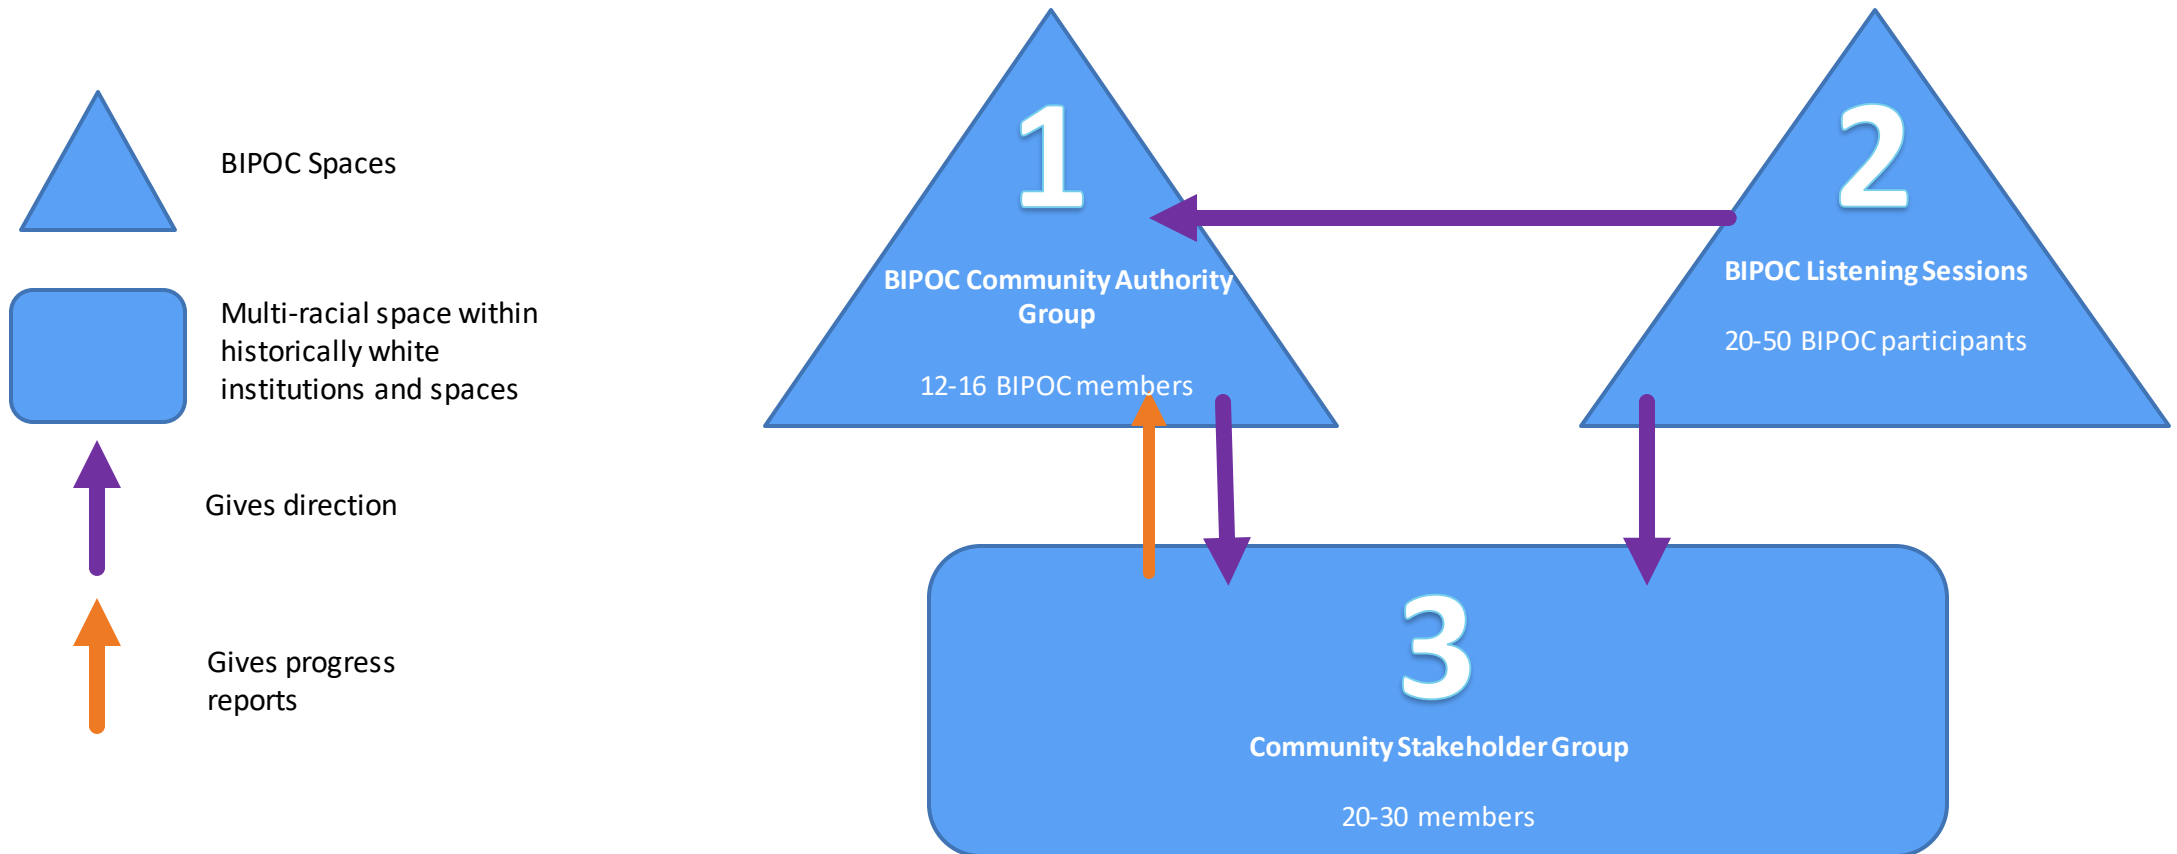 BIPOC Spaces
Multi-racial space within
historically white
institutions and spaces
Gives direction
Gives progress
reports
1
BIPOC Community Authority
Group
12-16 BIPOC members
2
BIPOC Listening Sessions
20-50 BIPOC participants
3
Community Stakeholder Group
20-30 members